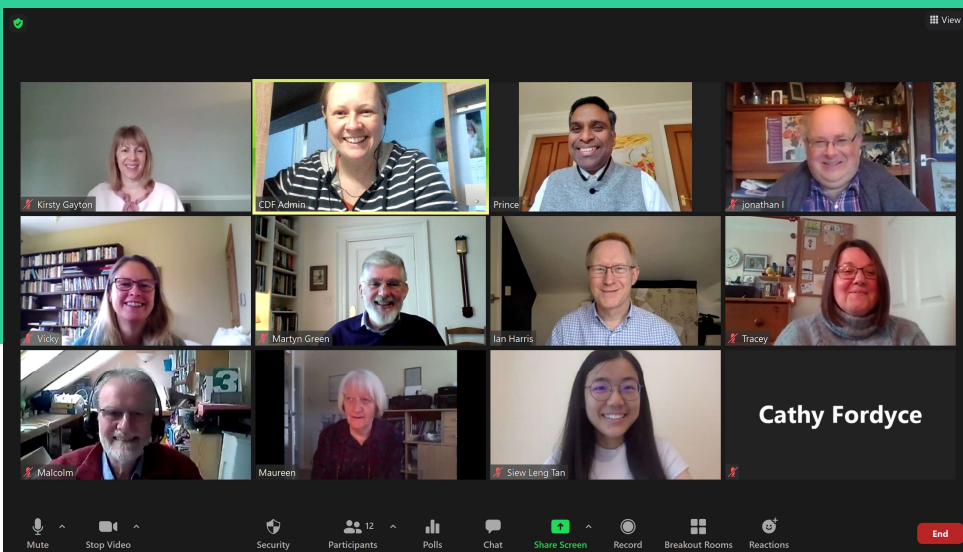 View
Kirsty Gayton
CDF Admin
Prince
jonathan I
Vicky
Martyn Green
Ian Harris
Tracey
Malcolm
Maureen
Siew Leng Tan
Cathy Fordyce
3
Mute
Stop Video
Security
12
Participants
Polls
Chat
Share Screen
Record
Breakout Rooms
Reactions
End